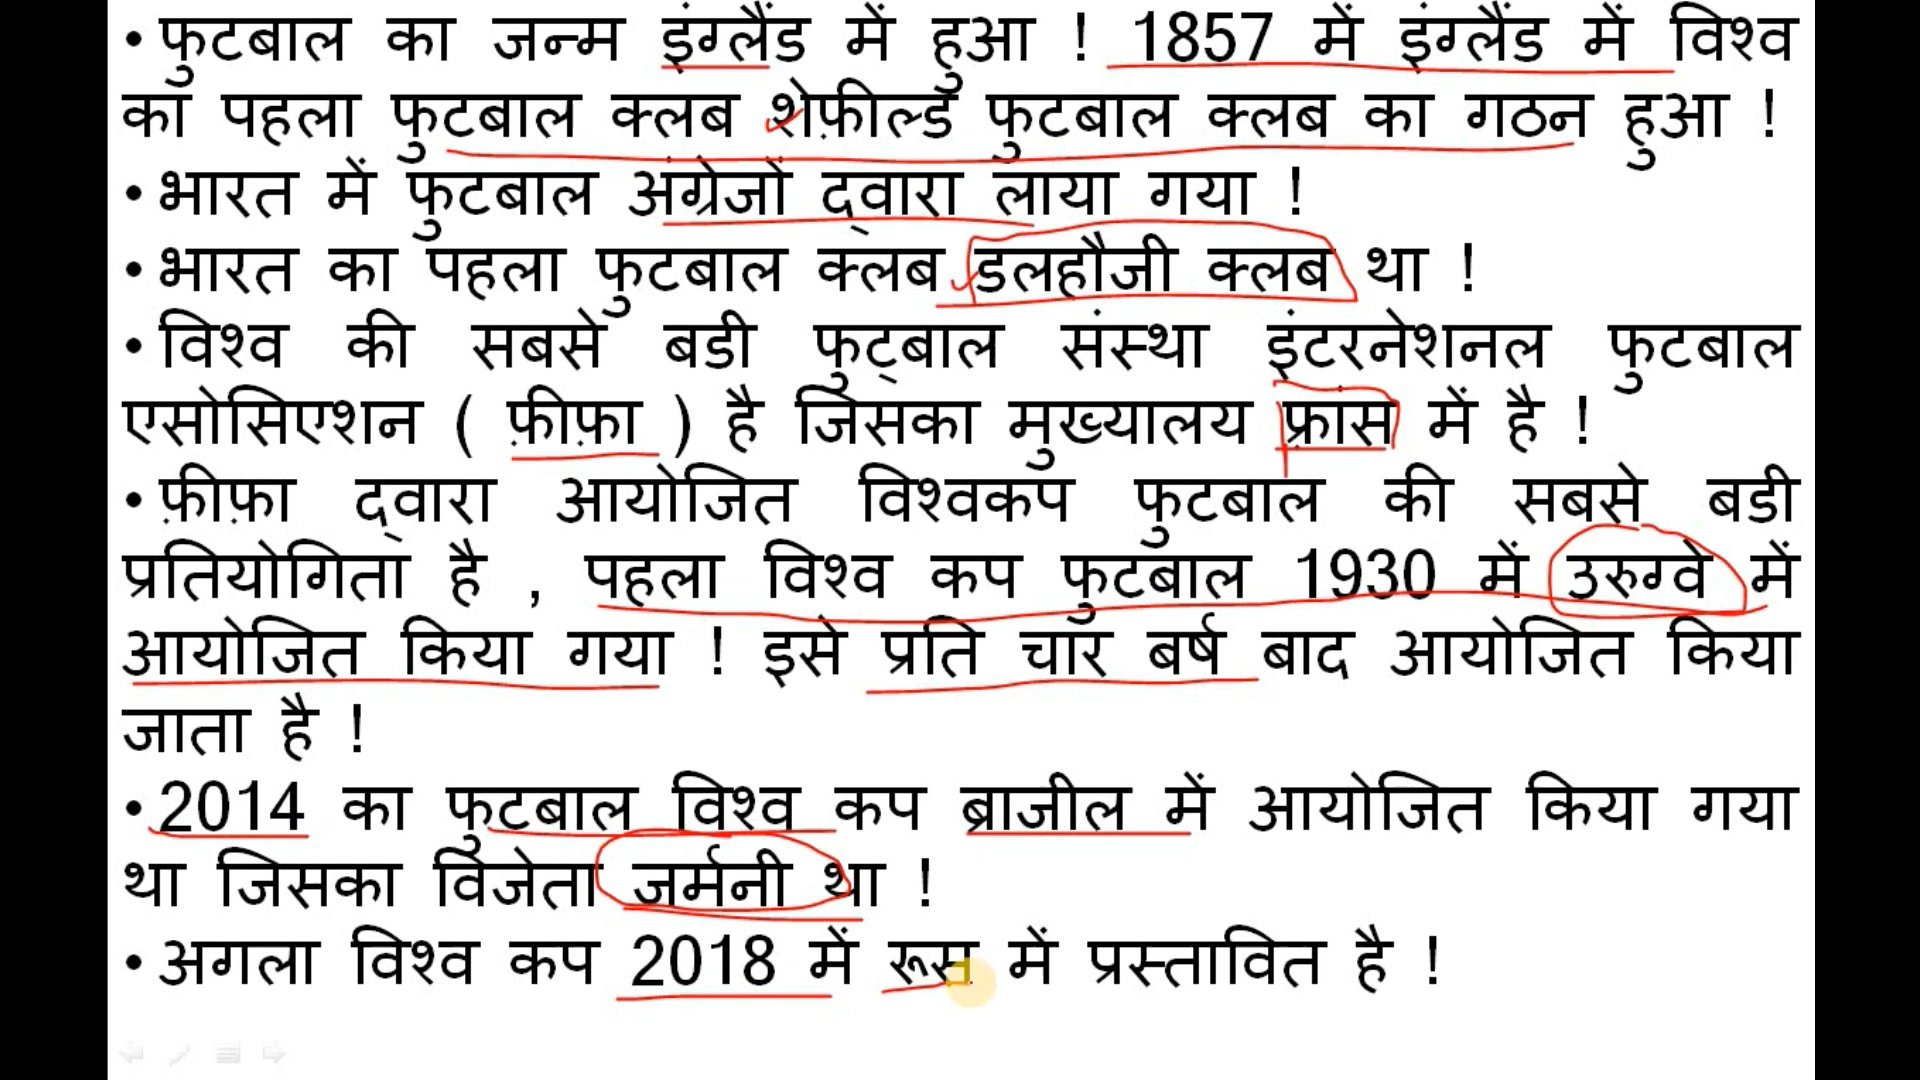 • फुटबाल का जन्म इंग्लैंड में हुआ ! 1857 में इंग्लैंड में विश्व
का पहला फुटबाल क्लब शेफ़ील्ड फुटबाल क्लब का गठन हुआ !
• भारत में फुटबाल अंग्रेजों द्वारा लाया गया !
• भारत का पहला फुटबाल क्लब डलहौजी क्लब था !
• विश्व की सबसे बडी फुट्बाल संस्था इंटरनेशनल फुटबाल
एसोसिएशन ( फ़ीफ़ा ) है जिसका मुख्यालय फ्रांस में है !
• फ़ीफ़ा द्वारा आयोजित विश्वकप फुटबाल की सबसे बडी
प्रतियोगिता है , पहला विश्व कप फुटबाल 1930 में उरुग्वे में
आयोजित किया गया ! इसे प्रति चार बर्ष बाद आयोजित किया
जाता है !
• 2014 का फुटबाल विश्व कप ब्राजील में आयोजित किया गया
था जिसका विजेता जर्मनी था !
• अगला विश्व कप 2018 में रूस में प्रस्तावित है !